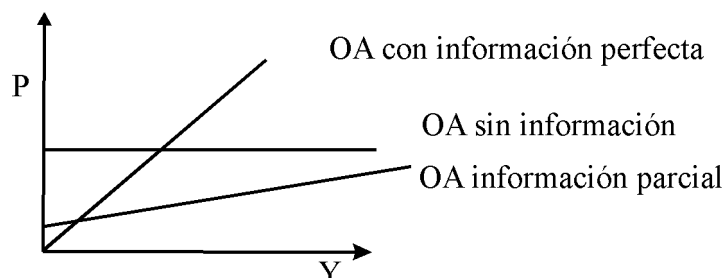 OA con información perfecta
P
OA sin información
OA información parcial
Y